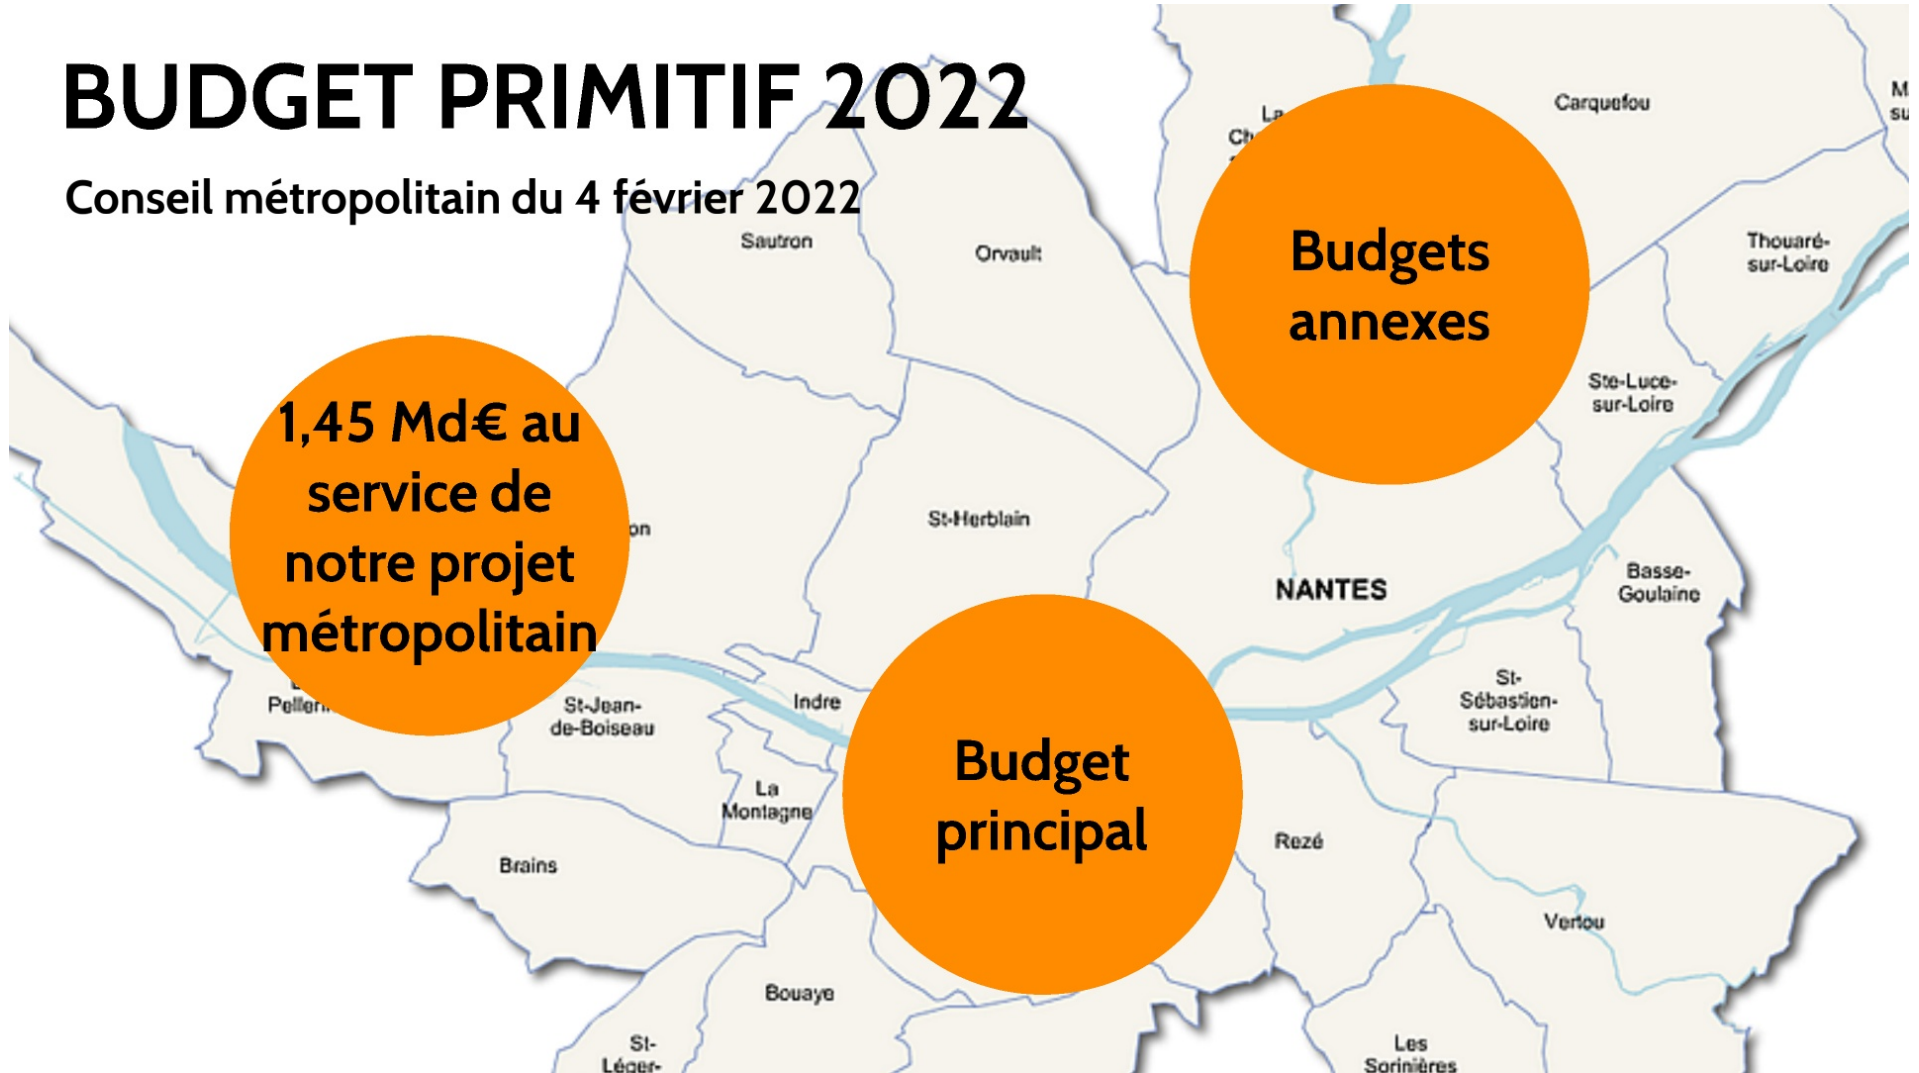 BUDGET PRIMITIF 2022
Conseil métropolitain du 4 février 2022
1,45 Md€ au
service de
notre projet
métropolitain
Budgets
annexes
Budget
principal
La
Carquefou
Sautron
Orvault
Thouaré-
sur-Loire
Ste-Luce-
sur-Loire
St-Herblain
NANTES
Basse-
Goulaine
St-
Sébastien-
sur-Loire
Indre
St-Jean-
de-Boiseau
La
Montagne
Brains
Rezé
Vertou
Bouaye
St-
Léger-
Les
Sorinières